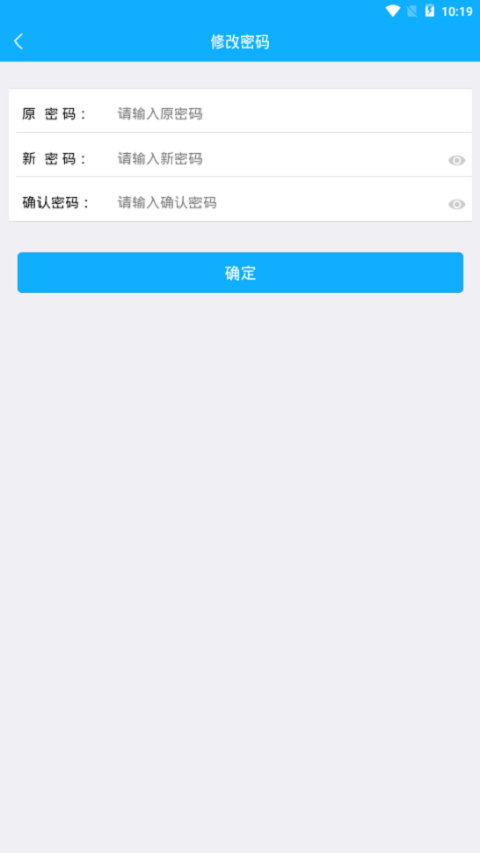 10:19
修改密码
原 密 码： 请输入原密码
新 密 码： 请输入新密码
确认密码： 请输入确认密码
确定